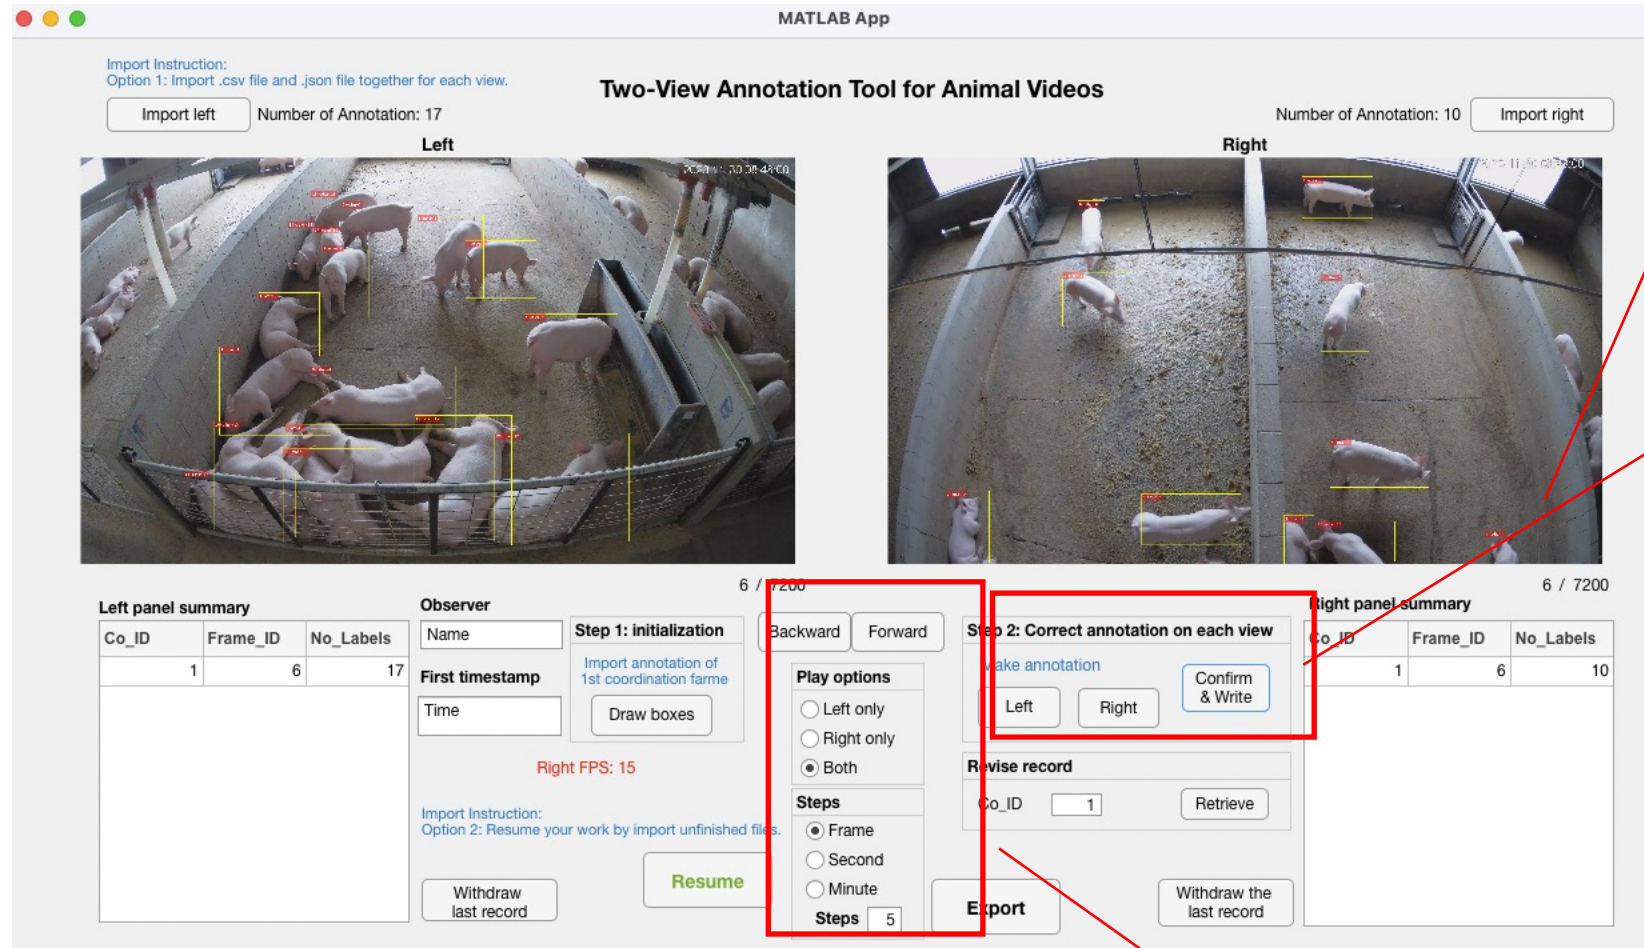 MATLAB App
Import Instruction:
Option 1: Import .csv file and .json file together for each view.
Two-View Annotation Tool for Animal Videos
Import left
Number of Annotation: 17
Number of Annotation: 10
Import right
Left
Right
6 / 7200
6 / 7200
Left panel summary
Co_ID Frame_ID No_Labels
1 6 17
Observer
Name
First timestamp
Time
Step 1: initialization
Import annotation of
1st coordination farme
Draw boxes
Right FPS: 15
Import Instruction:
Option 2: Resume your work by import unfinished files.
Withdraw
last record
Resume
Backward
Forward
Play options
Left only
Right only
Both
Steps
Frame
Second
Minute
Steps 5
Step 2: Correct annotation on each view
Make annotation
Left
Right
Confirm
& Write
Revise record
Co_ID 1
Retrieve
Export
Withdraw the
last record
Right panel summary
Co_ID Frame_ID No_Labels
1 6 10